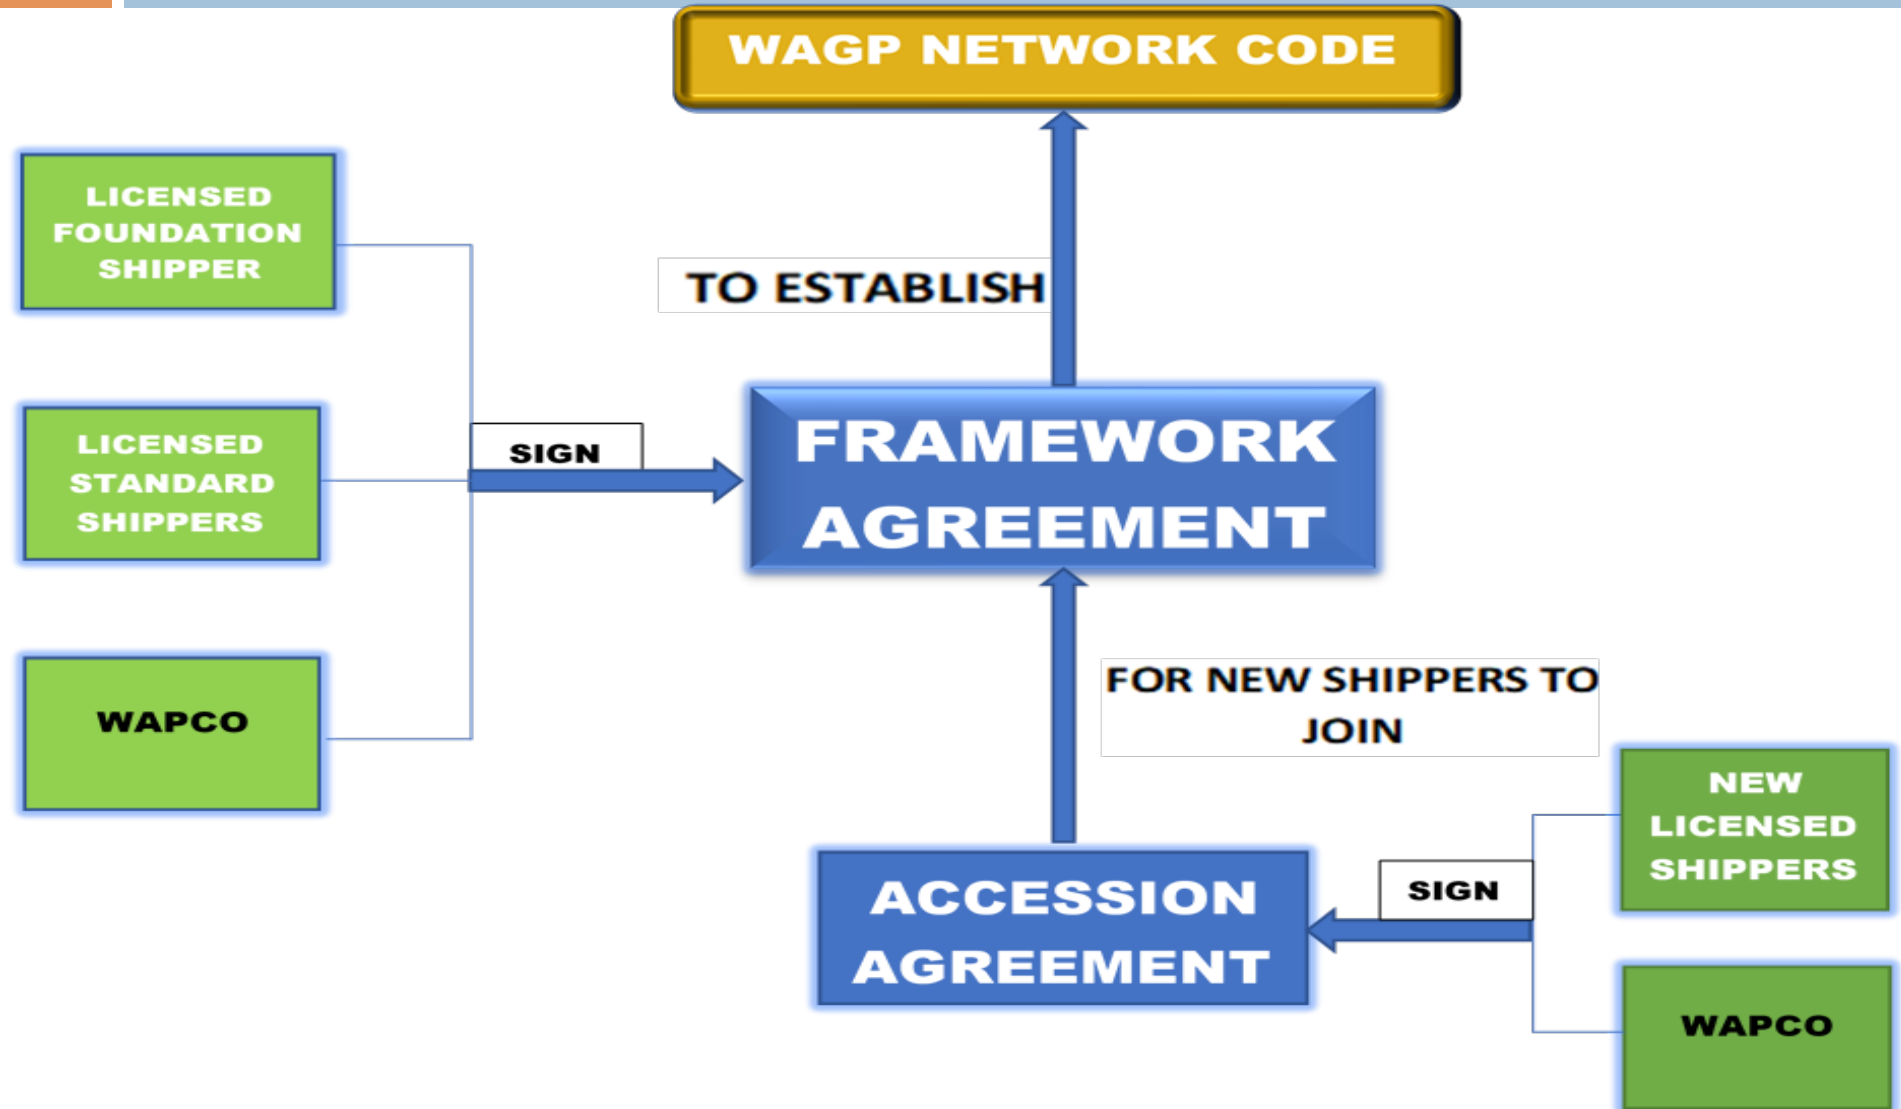 WAGP NETWORK CODE
LICENSED
FOUNDATION
SHIPPER
TO ESTABLISH
LICENSED
STANDARD
SHIPPERS
SIGN
FRAMEWORK
AGREEMENT
WAPCO
FOR NEW SHIPPERS TO
JOIN
ACCESSION
AGREEMENT
SIGN
NEW
LICENSED
SHIPPERS
WAPCO